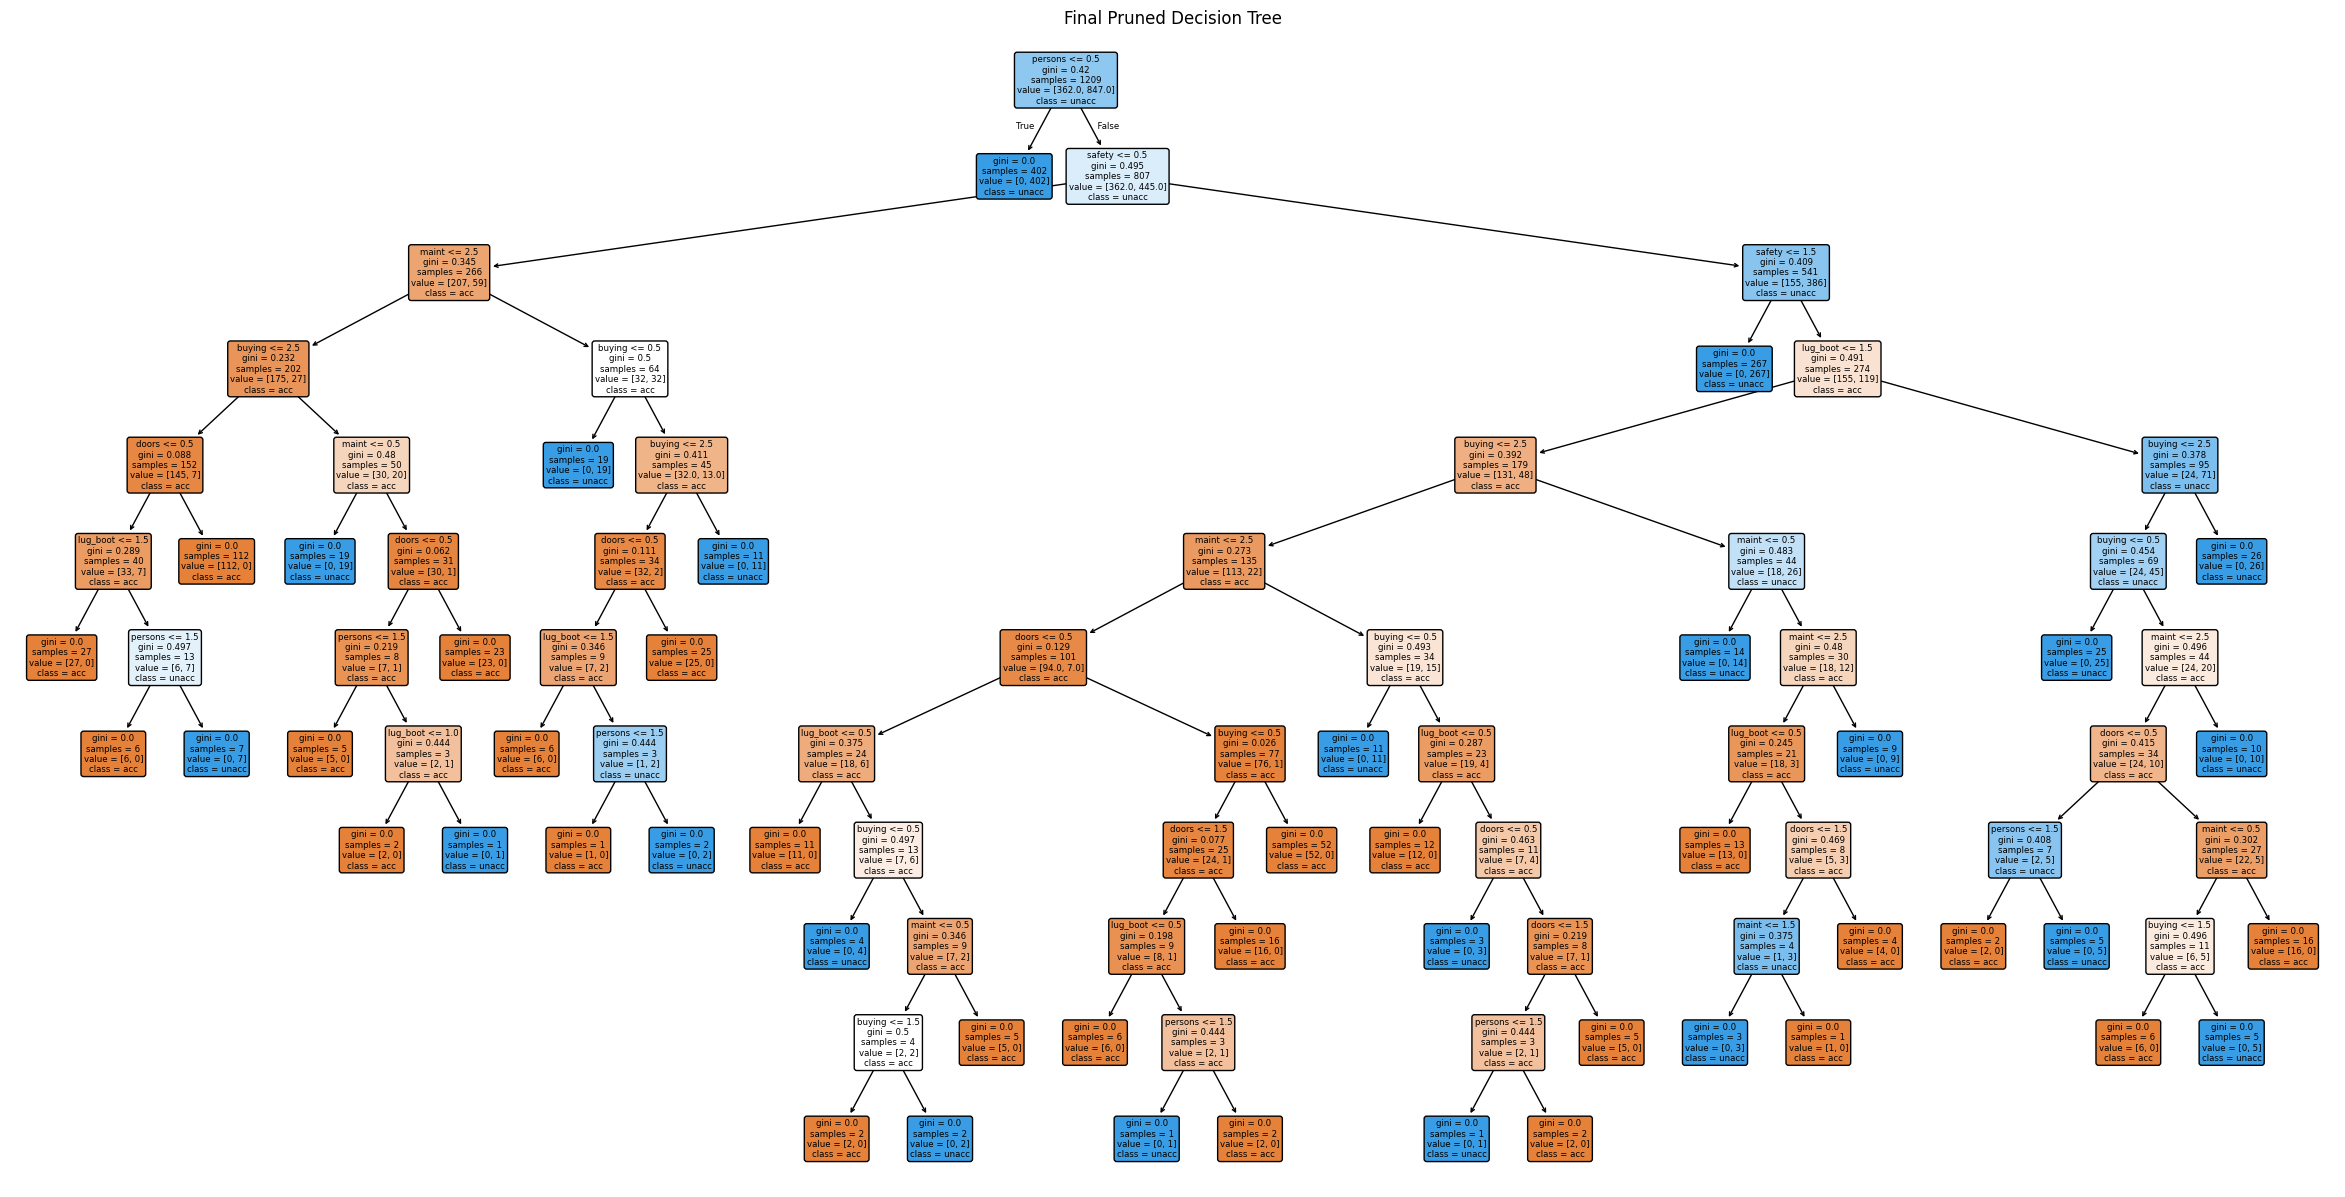 Final Pruned Decision Tree
persons <= 0.5
gini = 0.42
samples = 1209
value = [362.0, 847.0]
class = unacc
True
False
gini = 0.0
samples = 402
value = [0, 402]
class = unacc
safety <= 0.5
gini = 0.495
samples = 807
value = [362.0, 445.0]
class = unacc
maint <= 2.5
gini = 0.345
samples = 266
value = [207, 59]
class = acc
safety <= 1.5
gini = 0.409
samples = 541
value = [155, 386]
class = unacc
buying <= 2.5
gini = 0.232
samples = 202
value = [175, 27]
class = acc
buying <= 0.5
gini = 0.5
samples = 64
value = [32, 32]
class = acc
gini = 0.0
samples = 267
value = [0, 267]
class = unacc
lug_boot <= 1.5
gini = 0.491
samples = 274
value = [155, 119]
class = acc
doors <= 0.5
gini = 0.088
samples = 152
value = [145, 7]
class = acc
maint <= 0.5
gini = 0.48
samples = 50
value = [30, 20]
class = acc
gini = 0.0
samples = 19
value = [0, 19]
class = unacc
buying <= 2.5
gini = 0.411
samples = 45
value = [32.0, 13.0]
class = acc
buying <= 2.5
gini = 0.392
samples = 179
value = [131, 48]
class = acc
buying <= 2.5
gini = 0.378
samples = 95
value = [24, 71]
class = unacc
lug_boot <= 1.5
gini = 0.289
samples = 40
value = [33, 7]
class = acc
gini = 0.0
samples = 112
value = [112, 0]
class = acc
gini = 0.0
samples = 19
value = [0, 19]
class = unacc
doors <= 0.5
gini = 0.062
samples = 31
value = [30, 1]
class = acc
doors <= 0.5
gini = 0.111
samples = 34
value = [32, 2]
class = acc
gini = 0.0
samples = 11
value = [0, 11]
class = unacc
maint <= 2.5
gini = 0.273
samples = 135
value = [113, 22]
class = acc
maint <= 0.5
gini = 0.483
samples = 44
value = [18, 26]
class = unacc
buying <= 0.5
gini = 0.454
samples = 69
value = [24, 45]
class = unacc
gini = 0.0
samples = 26
value = [0, 26]
class = unacc
gini = 0.0
samples = 27
value = [27, 0]
class = acc
persons <= 1.5
gini = 0.497
samples = 13
value = [6, 7]
class = unacc
persons <= 1.5
gini = 0.219
samples = 8
value = [7, 1]
class = acc
gini = 0.0
samples = 23
value = [23, 0]
class = acc
lug_boot <= 1.5
gini = 0.346
samples = 9
value = [7, 2]
class = acc
gini = 0.0
samples = 25
value = [25, 0]
class = acc
doors <= 0.5
gini = 0.129
samples = 101
value = [94.0, 7.0]
class = acc
buying <= 0.5
gini = 0.493
samples = 34
value = [19, 15]
class = acc
gini = 0.0
samples = 14
value = [0, 14]
class = unacc
maint <= 2.5
gini = 0.48
samples = 30
value = [18, 12]
class = acc
gini = 0.0
samples = 25
value = [0, 25]
class = unacc
maint <= 2.5
gini = 0.496
samples = 44
value = [24, 20]
class = acc
gini = 0.0
samples = 6
value = [6, 0]
class = acc
gini = 0.0
samples = 7
value = [0, 7]
class = unacc
gini = 0.0
samples = 5
value = [5, 0]
class = acc
lug_boot <= 1.0
gini = 0.444
samples = 3
value = [2, 1]
class = acc
gini = 0.0
samples = 6
value = [6, 0]
class = acc
persons <= 1.5
gini = 0.444
samples = 3
value = [1, 2]
class = unacc
lug_boot <= 0.5
gini = 0.375
samples = 24
value = [18, 6]
class = acc
buying <= 0.5
gini = 0.026
samples = 77
value = [76, 1]
class = acc
gini = 0.0
samples = 11
value = [0, 11]
class = unacc
lug_boot <= 0.5
gini = 0.287
samples = 23
value = [19, 4]
class = acc
lug_boot <= 0.5
gini = 0.245
samples = 21
value = [18, 3]
class = acc
gini = 0.0
samples = 9
value = [0, 9]
class = unacc
doors <= 0.5
gini = 0.415
samples = 34
value = [24, 10]
class = acc
gini = 0.0
samples = 10
value = [0, 10]
class = unacc
gini = 0.0
samples = 2
value = [2, 0]
class = acc
gini = 0.0
samples = 1
value = [0, 1]
class = unacc
gini = 0.0
samples = 1
value = [1, 0]
class = acc
gini = 0.0
samples = 2
value = [0, 2]
class = unacc
gini = 0.0
samples = 11
value = [11, 0]
class = acc
buying <= 0.5
gini = 0.497
samples = 13
value = [7, 6]
class = acc
doors <= 1.5
gini = 0.077
samples = 25
value = [24, 1]
class = acc
gini = 0.0
samples = 52
value = [52, 0]
class = acc
gini = 0.0
samples = 12
value = [12, 0]
class = acc
doors <= 0.5
gini = 0.463
samples = 11
value = [7, 4]
class = acc
gini = 0.0
samples = 13
value = [13, 0]
class = acc
doors <= 1.5
gini = 0.469
samples = 8
value = [5, 3]
class = acc
persons <= 1.5
gini = 0.408
samples = 7
value = [2, 5]
class = unacc
maint <= 0.5
gini = 0.302
samples = 27
value = [22, 5]
class = acc
gini = 0.0
samples = 4
value = [0, 4]
class = unacc
maint <= 0.5
gini = 0.346
samples = 9
value = [7, 2]
class = acc
lug_boot <= 0.5
gini = 0.198
samples = 9
value = [8, 1]
class = acc
gini = 0.0
samples = 16
value = [16, 0]
class = acc
gini = 0.0
samples = 3
value = [0, 3]
class = unacc
doors <= 1.5
gini = 0.219
samples = 8
value = [7, 1]
class = acc
maint <= 0.5
gini = 0.375
samples = 4
value = [1, 3]
class = unacc
gini = 0.0
samples = 4
value = [4, 0]
class = acc
gini = 0.0
samples = 2
value = [2, 0]
class = acc
gini = 0.0
samples = 5
value = [0, 5]
class = unacc
buying <= 1.5
gini = 0.496
samples = 11
value = [6, 5]
class = acc
gini = 0.0
samples = 16
value = [16, 0]
class = acc
buying <= 1.5
gini = 0.5
samples = 4
value = [2, 2]
class = acc
gini = 0.0
samples = 5
value = [5, 0]
class = acc
gini = 0.0
samples = 6
value = [6, 0]
class = acc
persons <= 1.5
gini = 0.444
samples = 3
value = [2, 1]
class = acc
persons <= 1.5
gini = 0.444
samples = 3
value = [2, 1]
class = acc
gini = 0.0
samples = 5
value = [5, 0]
class = acc
gini = 0.0
samples = 3
value = [0, 3]
class = unacc
gini = 0.0
samples = 1
value = [1, 0]
class = acc
gini = 0.0
samples = 6
value = [6, 0]
class = acc
gini = 0.0
samples = 5
value = [0, 5]
class = unacc
gini = 0.0
samples = 2
value = [2, 0]
class = acc
gini = 0.0
samples = 2
value = [0, 2]
class = unacc
gini = 0.0
samples = 1
value = [0, 1]
class = unacc
gini = 0.0
samples = 2
value = [2, 0]
class = acc
gini = 0.0
samples = 1
value = [0, 1]
class = unacc
gini = 0.0
samples = 2
value = [2, 0]
class = acc